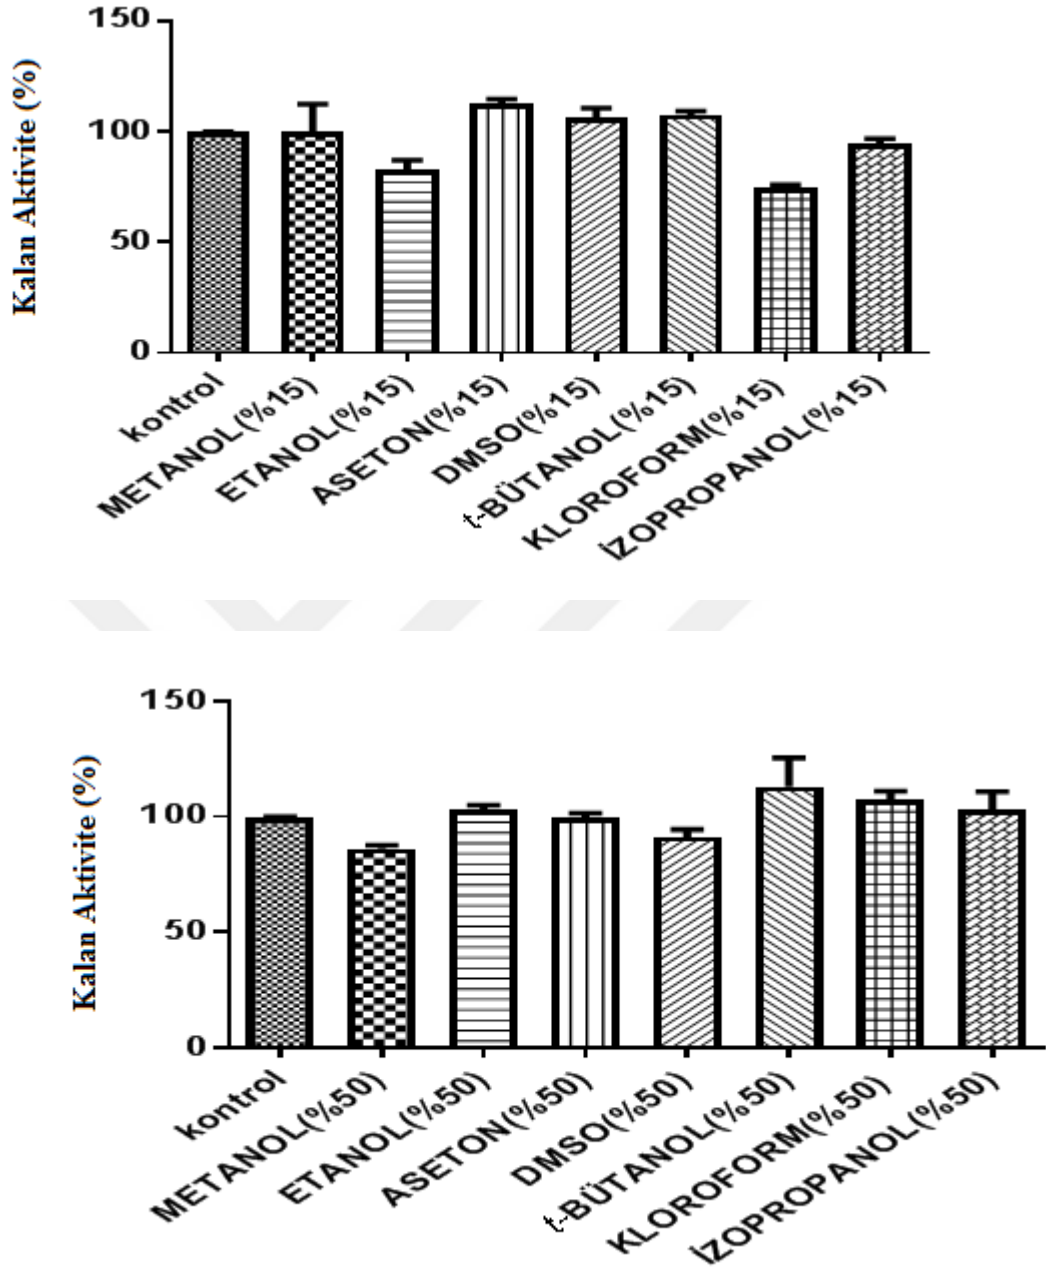 150
100
50
0
Kalan Aktivite (%)
kontrol
METANOL(%15)
ETANOL(%15)
ASETON(%15)
DMSO(%15)
t-BÜTANOL(%15)
KLOROFORM(%15)
İZOPROPANOL(%15)
150
100
50
0
Kalan Aktivite (%)
kontrol
METANOL(%50)
ETANOL(%50)
ASETON(%50)
DMSO(%50)
t-BÜTANOL(%50)
KLOROFORM(%50)
İZOPROPANOL(%50)